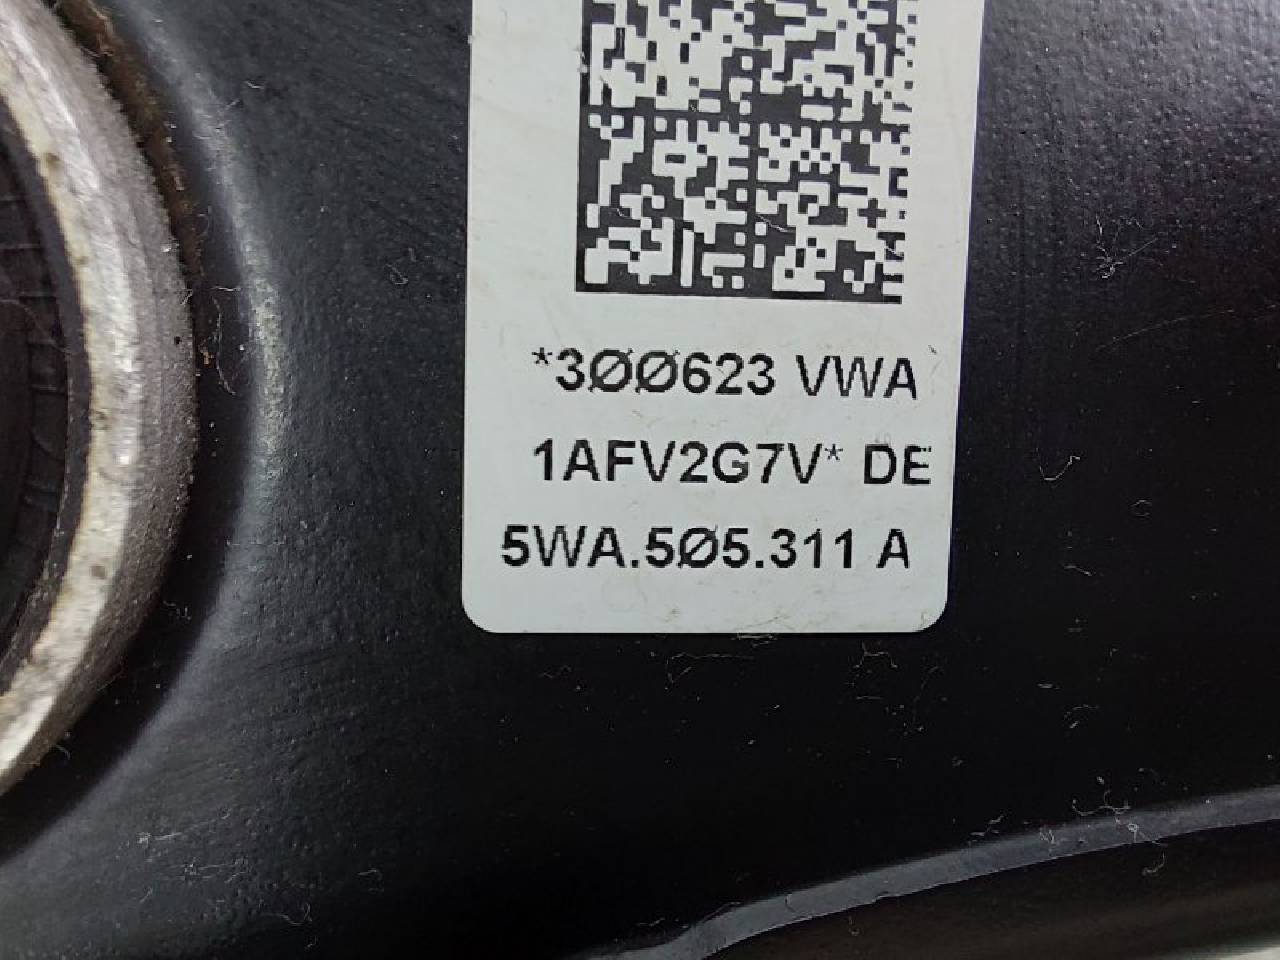 *3ØØ623 VWA
1AFV2G7V* DE
5WA.5Ø5.311 A